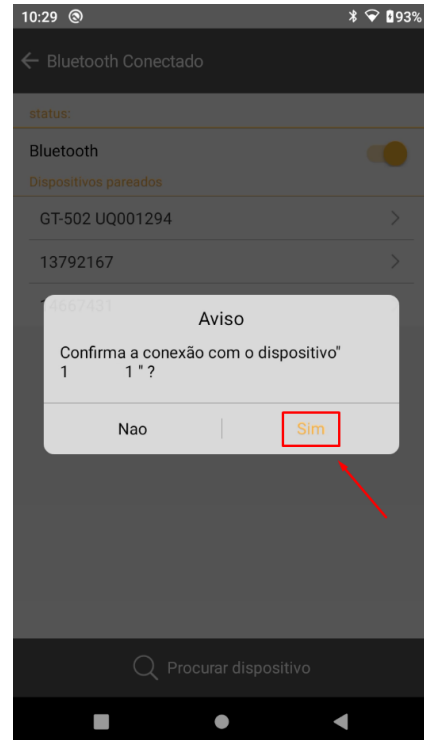 10:29 93%
Bluetooth Conectado
status:
Bluetooth
Dispositivos pareados
GT-502 UQ001294
13792167
14667431
Aviso
Confirma a conexão com o dispositivo"
1 1 " ?
Nao Sim
Procurar dispositivo